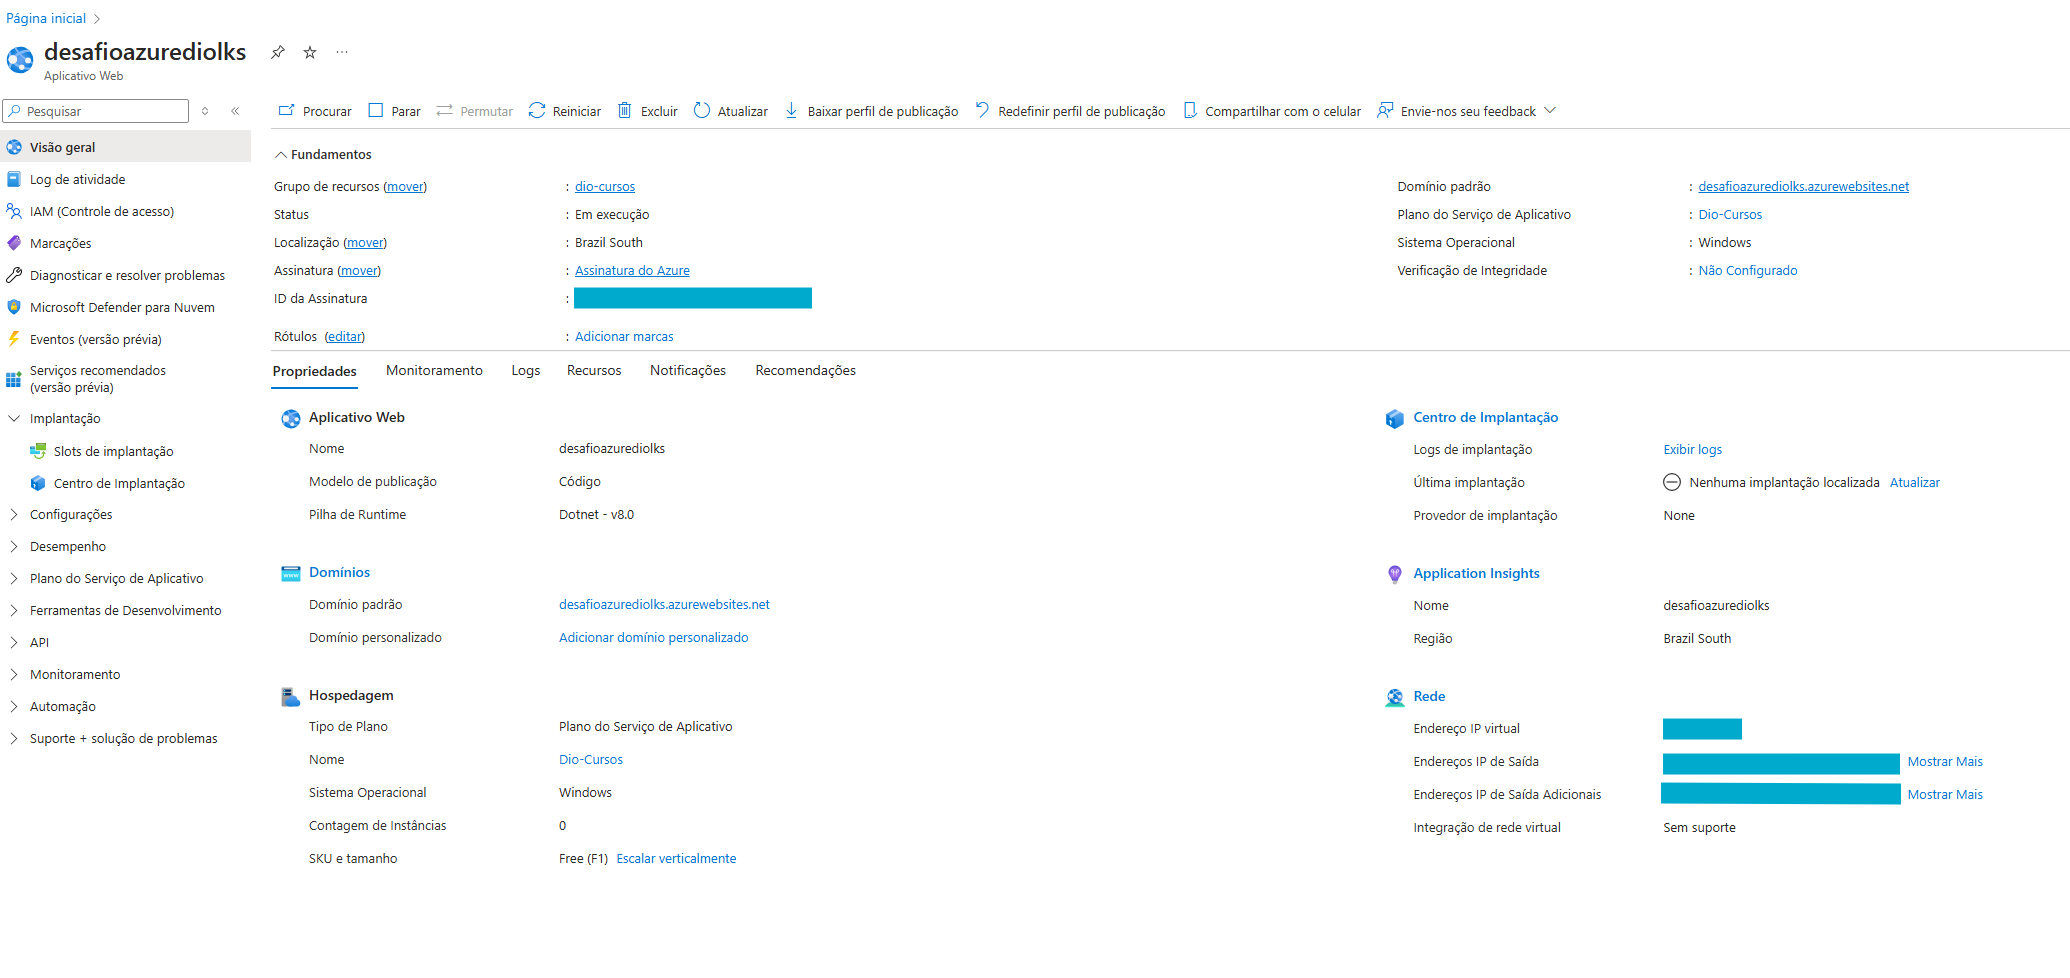 Página inicial
desafioazurediolks
Aplicativo Web
Pesquisar
Procurar Parar Permutar Reiniciar Excluir Atualizar Baixar perfil de publicação Redefinir perfil de publicação Compartilhar com o celular Envie-nos seu feedback
Visão geral
Log de atividade
IAM (Controle de acesso)
Marcações
Diagnosticar e resolver problemas
Microsoft Defender para Nuvem
Eventos (versão prévia)
Serviços recomendados
(versão prévia)
Implantação
Slots de implantação
Centro de Implantação
Configurações
Desempenho
Plano do Serviço de Aplicativo
Ferramentas de Desenvolvimento
API
Monitoramento
Automação
Suporte + solução de problemas
Fundamentos
Grupo de recursos (mover) : dio-cursos
Status : Em execução
Localização (mover) : Brazil South
Assinatura (mover) : Assinatura do Azure
ID da Assinatura :
Rótulos (editar) : Adicionar marcas
Domínio padrão : desafioazurediolks.azurewebsites.net
Plano do Serviço de Aplicativo : Dio-Cursos
Sistema Operacional : Windows
Verificação de Integridade : Não Configurado
Propriedades Monitoramento Logs Recursos Notificações Recomendações
Aplicativo Web
Nome desafioazurediolks
Modelo de publicação Código
Pilha de Runtime Dotnet - v8.0
Domínios
Domínio padrão desafioazurediolks.azurewebsites.net
Domínio personalizado Adicionar domínio personalizado
Hospedagem
Tipo de Plano Plano do Serviço de Aplicativo
Nome Dio-Cursos
Sistema Operacional Windows
Contagem de Instâncias 0
SKU e tamanho Free (F1) Escalar verticalmente
Centro de Implantação
Logs de implantação Exibir logs
Última implantação Nenhuma implantação localizada Atualizar
Provedor de implantação None
Application Insights
Nome desafioazurediolks
Região Brazil South
Rede
Endereço IP virtual
Endereços IP de Saída Mostrar Mais
Endereços IP de Saída Adicionais Mostrar Mais
Integração de rede virtual Sem suporte